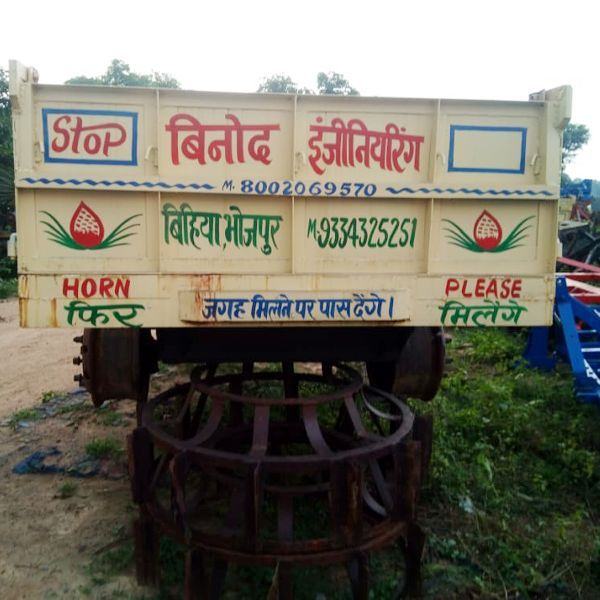 StoP बिनोद इंजीनियरिंग
M. 8002069570
बिहिया, भोजपुर M-9334325251
HORN PLEASE
फिर जगह मिलने पर पास देंगे। मिलेंगे